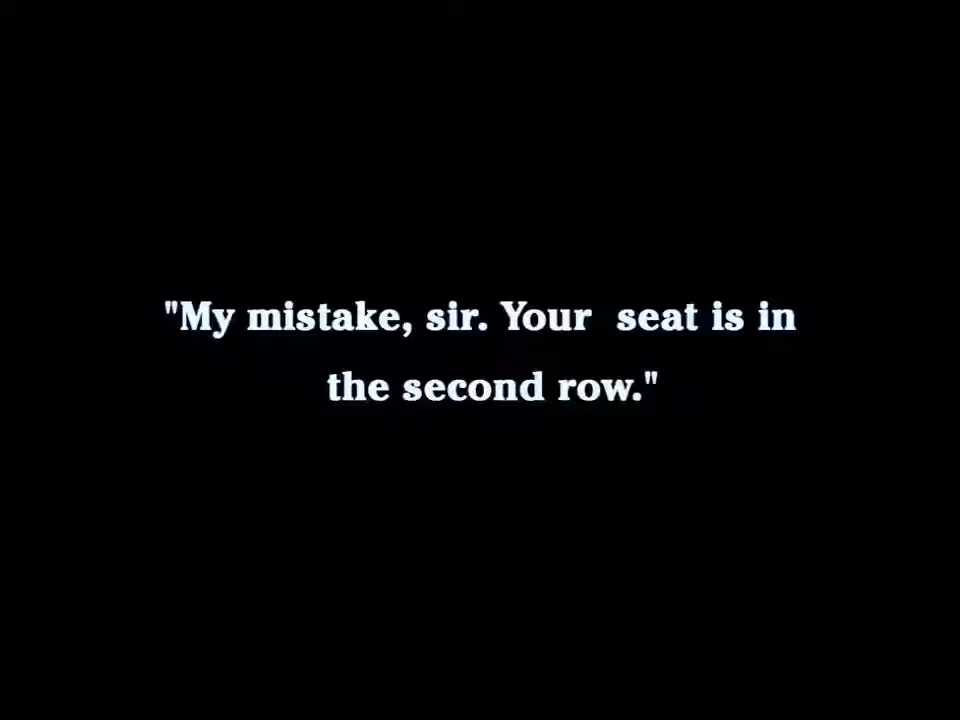 "My mistake, sir. Your  seat is in
the second row."